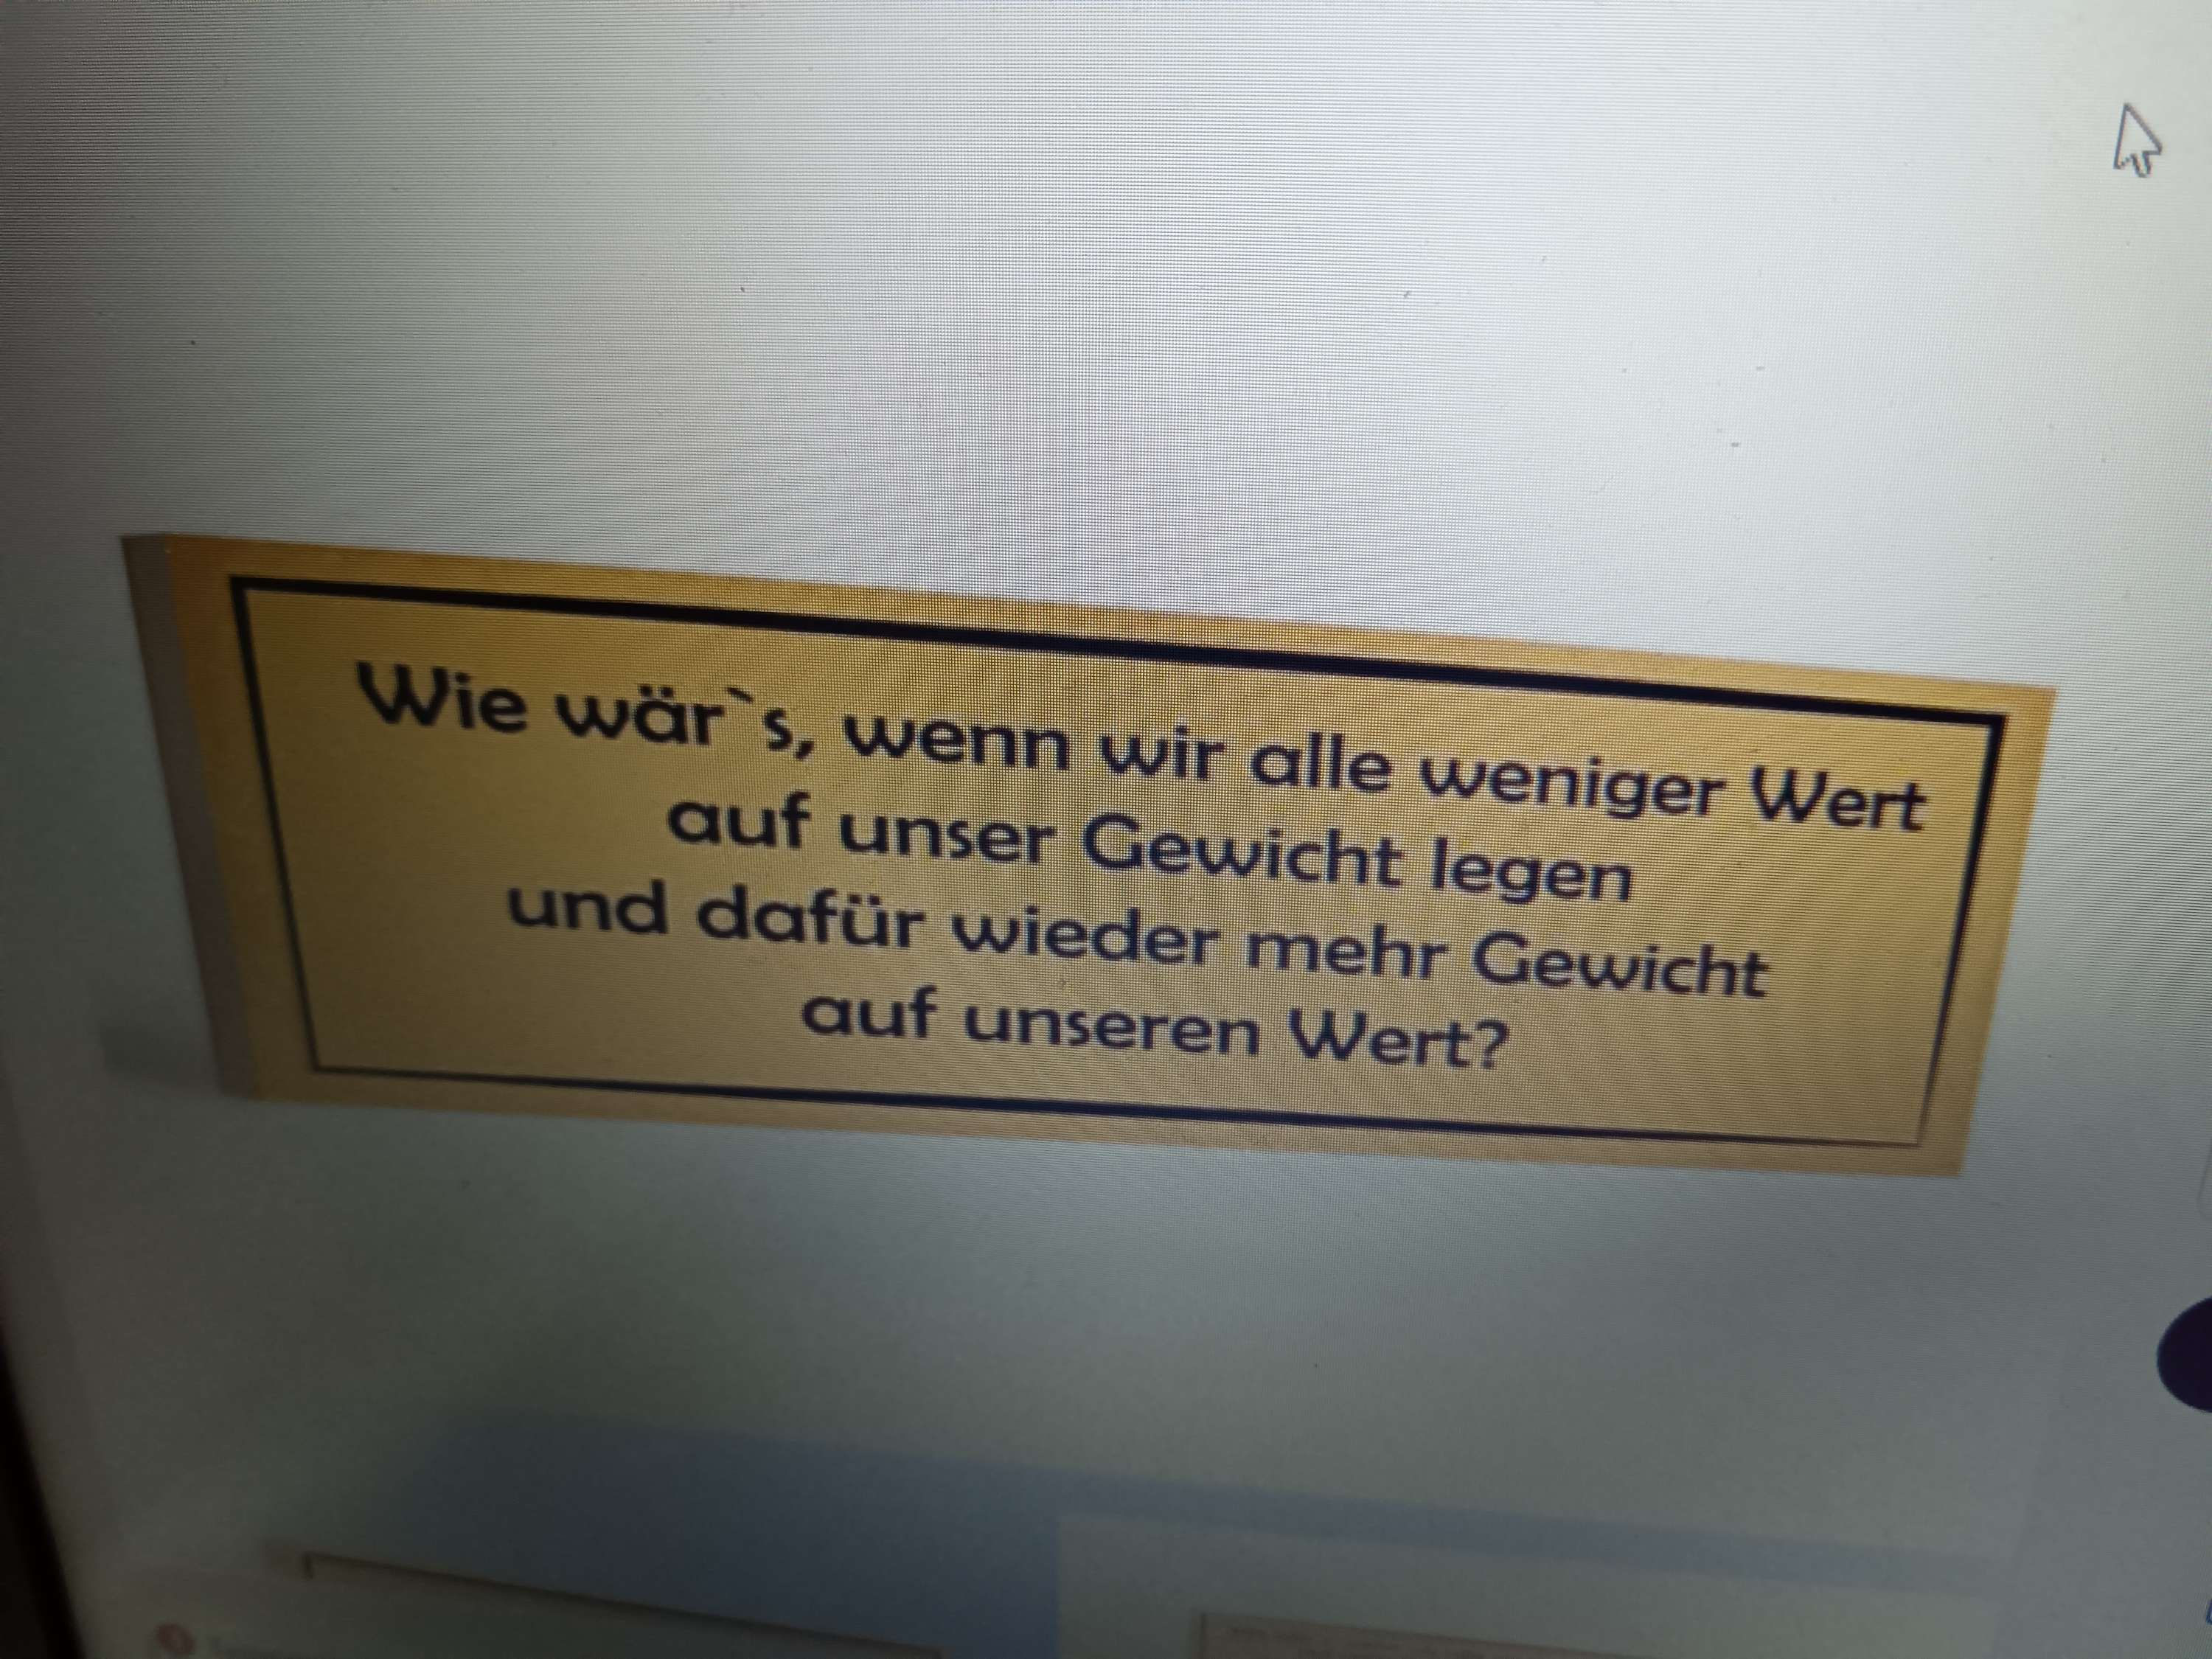 Wie wär`s, wenn wir alle weniger Wert
auf unser Gewicht legen
und dafür wieder mehr Gewicht
auf unseren Wert?